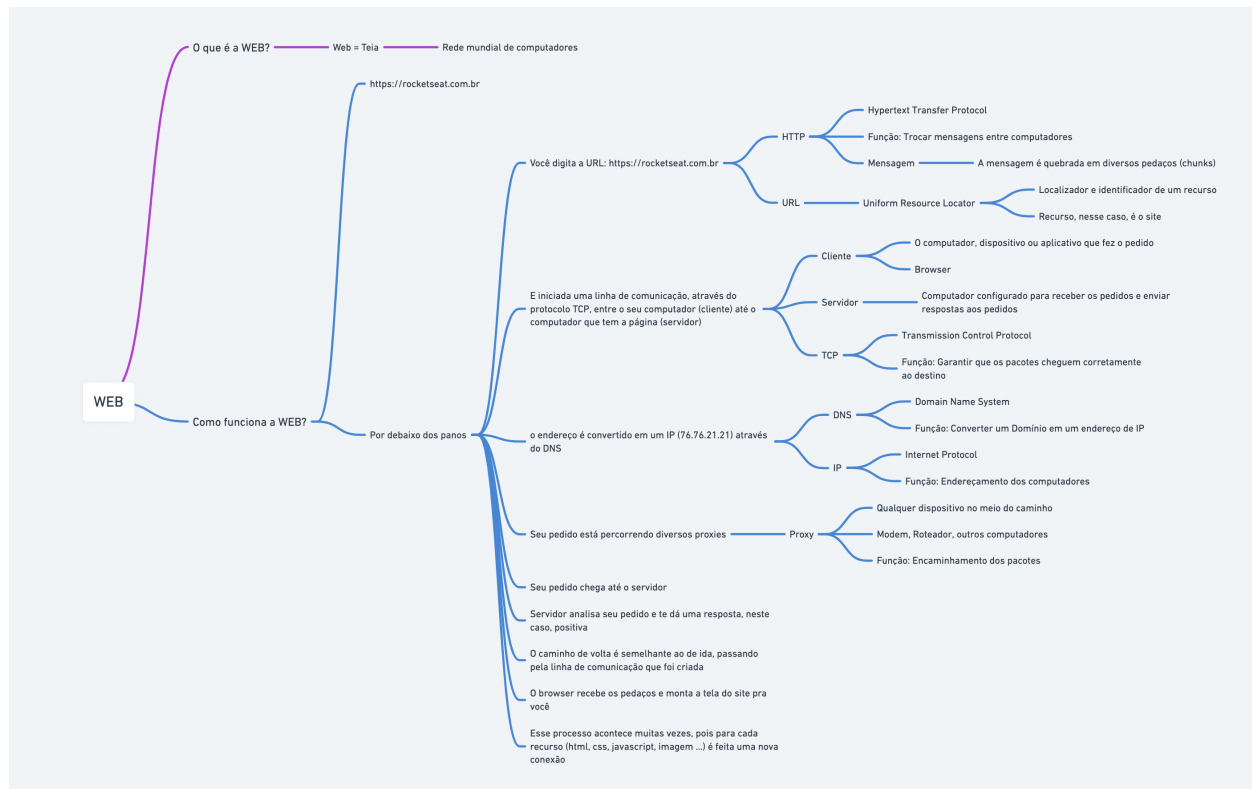 O que é a WEB?
Web = Teia
Rede mundial de computadores
https://rocketseat.com.br
Hypertext Transfer Protocol
HTTP
Função: Trocar mensagens entre computadores
Você digita a URL: https://rocketseat.com.br
Mensagem
A mensagem é quebrada em diversos pedaços (chunks)
URL
Uniform Resource Locator
Localizador e identificador de um recurso
Recurso, nesse caso, é o site
E iniciada uma linha de comunicação, através do
protocolo TCP, entre o seu computador (cliente) até o
computador que tem a página (servidor)
Cliente
O computador, dispositivo ou aplicativo que fez o pedido
Browser
Servidor
Computador configurado para receber os pedidos e enviar
respostas aos pedidos
TCP
Transmission Control Protocol
Função: Garantir que os pacotes cheguem corretamente
ao destino
WEB
Como funciona a WEB?
Por debaixo dos panos
o endereço é convertido em um IP (76.76.21.21) através
do DNS
DNS
Domain Name System
Função: Converter um Domínio em um endereço de IP
IP
Internet Protocol
Função: Endereçamento dos computadores
Seu pedido está percorrendo diversos proxies
Proxy
Qualquer dispositivo no meio do caminho
Modem, Roteador, outros computadores
Função: Encaminhamento dos pacotes
Seu pedido chega até o servidor
Servidor analisa seu pedido e te dá uma resposta, neste
caso, positiva
O caminho de volta é semelhante ao de ida, passando
pela linha de comunicação que foi criada
O browser recebe os pedaços e monta a tela do site pra
você
Esse processo acontece muitas vezes, pois para cada
recurso (html, css, javascript, imagem ...) é feita uma nova
conexão